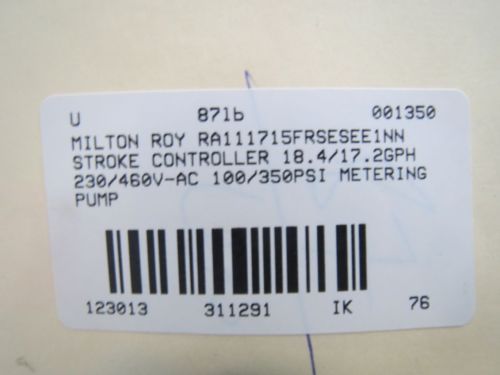 U 87lb 001350
MILTON ROY RA111715FRSESEE1NN
STROKE CONTROLLER 18.4/17.2GPH
230/460V-AC 100/350PSI METERING
PUMP
123013 311291 IK 76